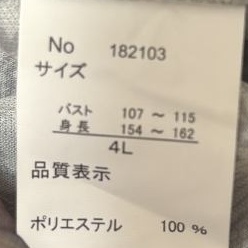 No 182103
サイズ
バスト 107 ～ 115
身長 154 ～ 162
4L
品質表示
ポリエステル 100 %